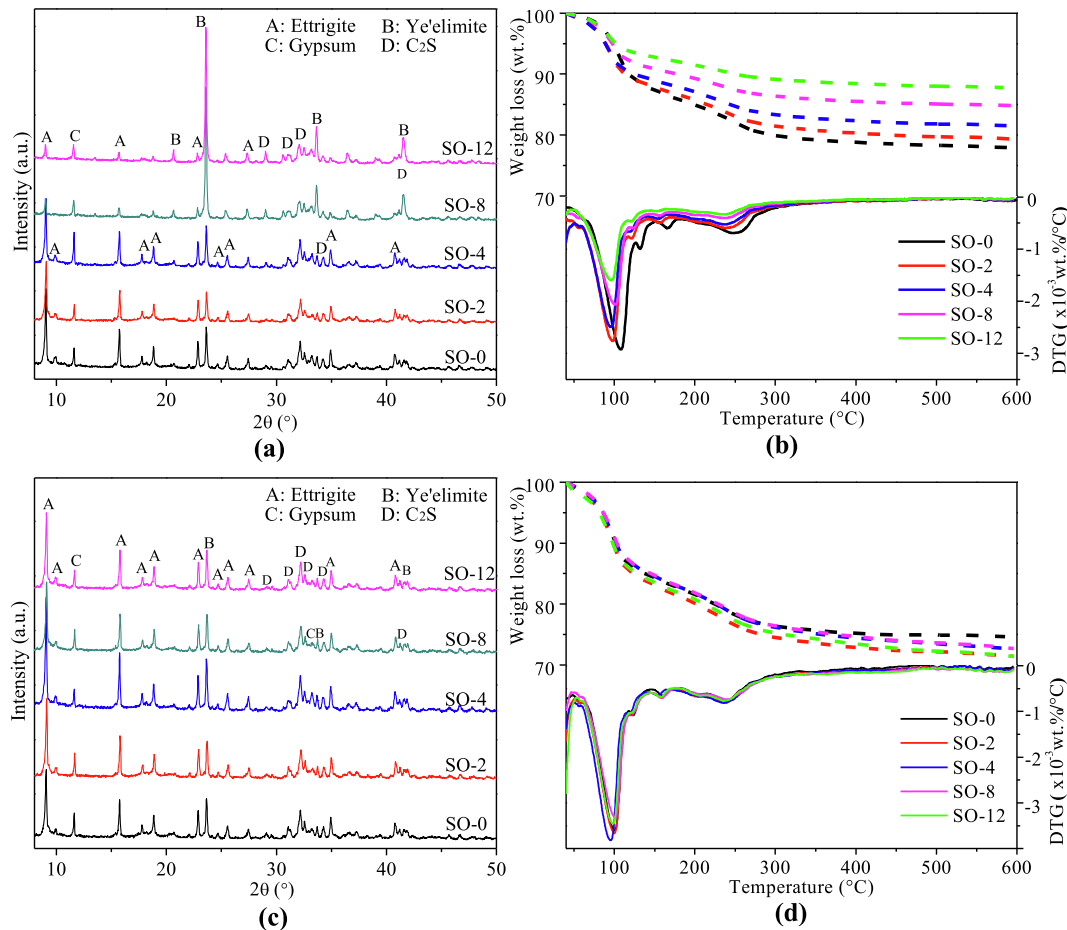 A: Ettrigite B: Ye'elimite
C: Gypsum D: C2S
B
A C A B A A D D D B B
SO-12
D
SO-8
A A A A A D A A
SO-4
SO-2
SO-0
Intensity (a.u.)
10 20 30 40 50
2θ (°)
(a)
100
90
80
70
Weight loss (wt.%)
0
-1
-2
-3
DTG ( x10-3wt.%/°C)
SO-0
SO-2
SO-4
SO-8
SO-12
100 200 300 400 500 600
Temperature (°C)
(b)
A: Ettrigite B: Ye'elimite
C: Gypsum D: C2S
A
A C A A A A B A A A D D D D D A A B
SO-12
CB D
SO-8
SO-4
SO-2
SO-0
Intensity (a.u.)
10 20 30 40 50
2θ (°)
(c)
100
90
80
70
Weight loss (wt.%)
0
-1
-2
-3
DTG ( x10-3wt.%/°C)
SO-0
SO-2
SO-4
SO-8
SO-12
100 200 300 400 500 600
Temperature (°C)
(d)